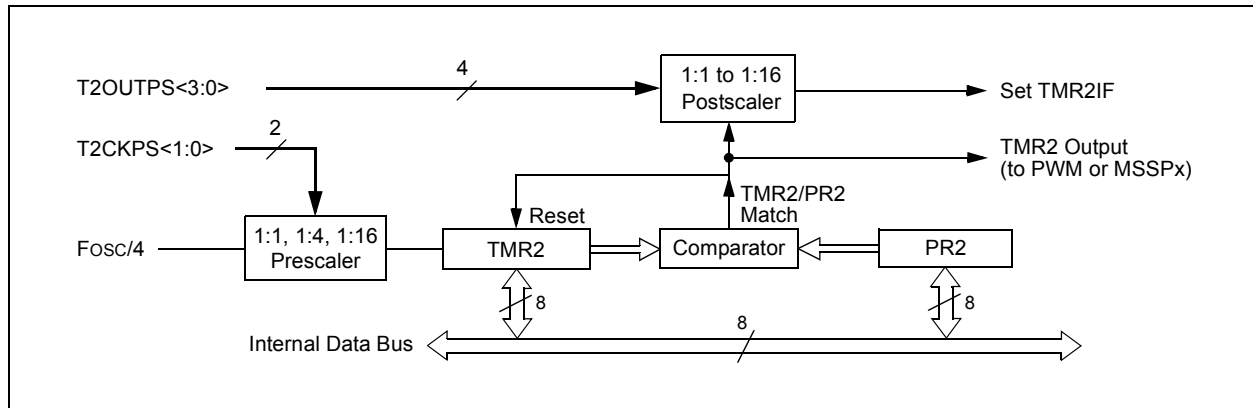 T2OUTPS<3:0>
4
1:1 to 1:16
Postscaler
Set TMR2IF
T2CKPS<1:0>
2
TMR2 Output
(to PWM or MSSPx)
TMR2/PR2
Match
Reset
FOSC/4
1:1, 1:4, 1:16
Prescaler
TMR2
Comparator
PR2
8
8
8
Internal Data Bus